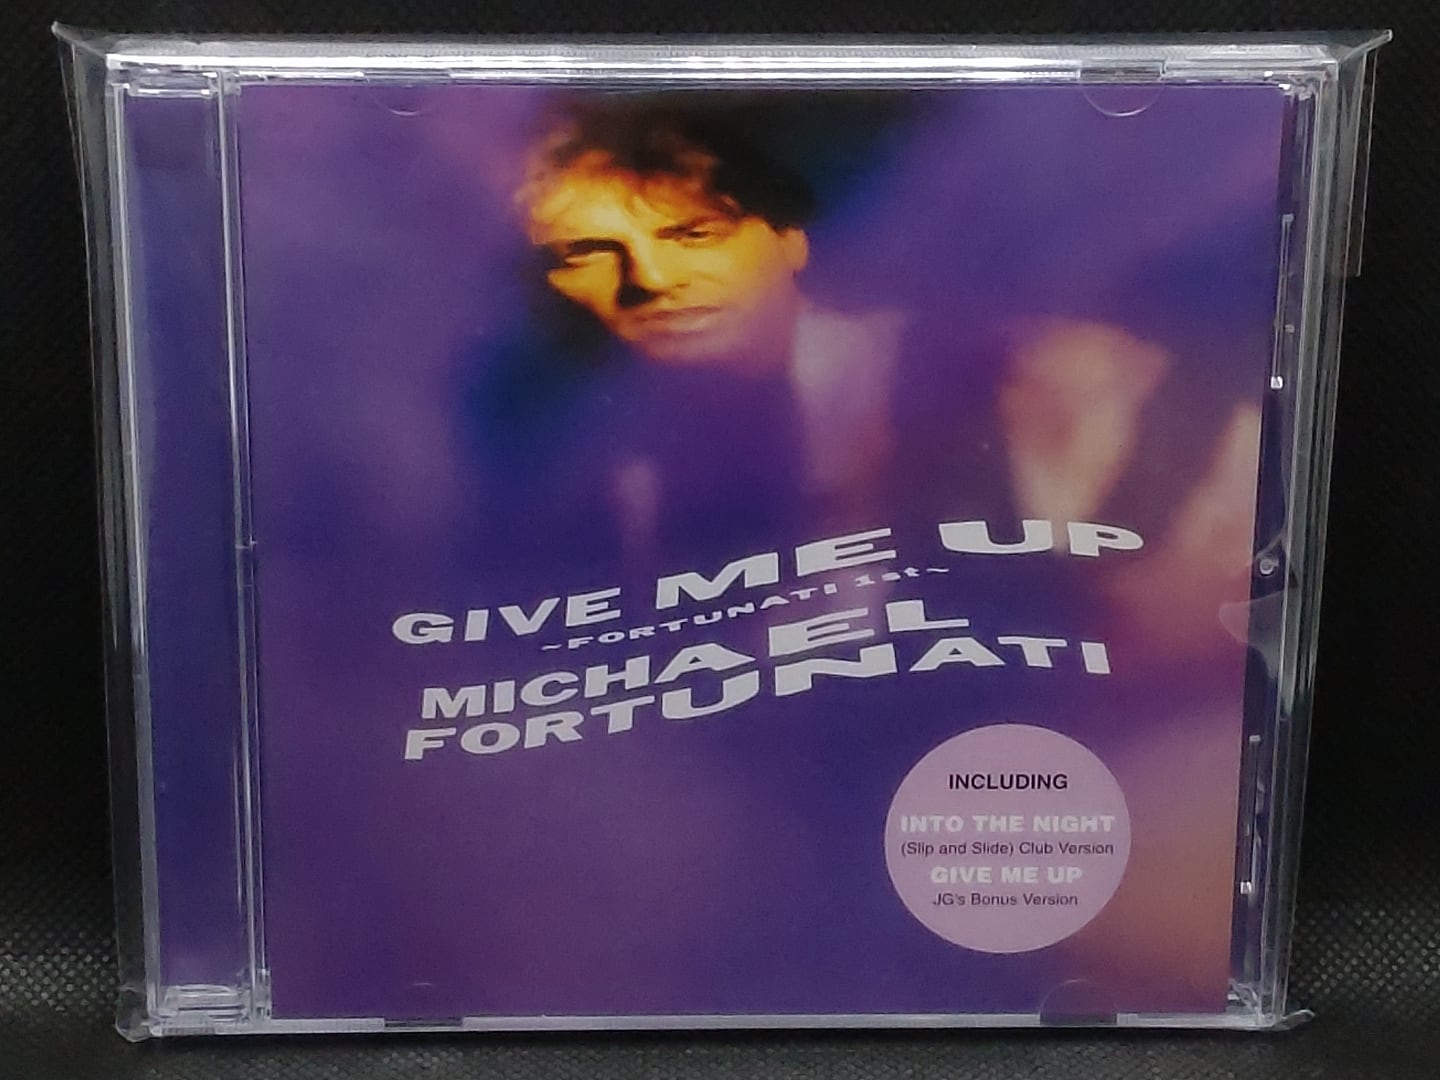 GIVE ME UP
~FORTUNATI 1st~
MICHAEL
FORTUNATI
INCLUDING
INTO THE NIGHT
(Slip and Slide) Club Version
GIVE ME UP
JG's Bonus Version